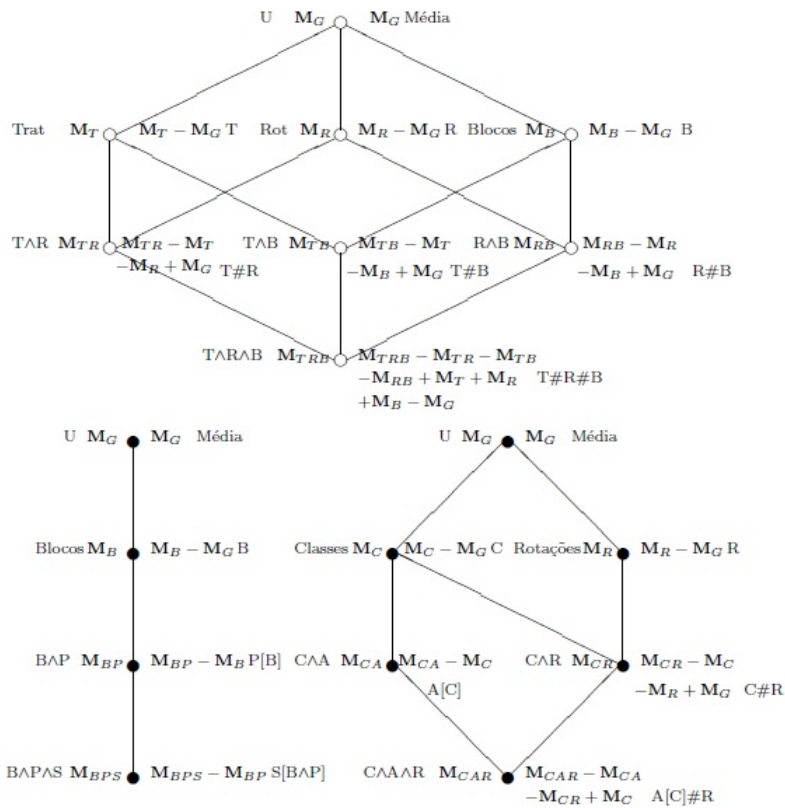 U M_G M_G Média
Trat M_T M_T − M_G T Rot M_R M_R − M_G R Blocos M_B M_B − M_G B
T∧R M_TR M_TR − M_T T∧B M_TB M_TB − M_T R∧B M_RB M_RB − M_R
−M_R + M_G T#R −M_B + M_G T#B −M_B + M_G R#B
T∧R∧B M_TRB M_TRB − M_TR − M_TB
−M_RB + M_T + M_R T#R#B
+M_B − M_G
U M_G M_G Média U M_G M_G Média
Blocos M_B M_B − M_G B Classes M_C M_C − M_G C Rotações M_R M_R − M_G R
B∧P M_BP M_BP − M_B P[B] C∧A M_CA M_CA − M_C C∧R M_CR M_CR − M_C
A[C] −M_R + M_G C#R
B∧P∧S M_BPS M_BPS − M_BP S[B∧P] C∧A∧R M_CAR M_CAR − M_CA
−M_CR + M_C A[C]#R